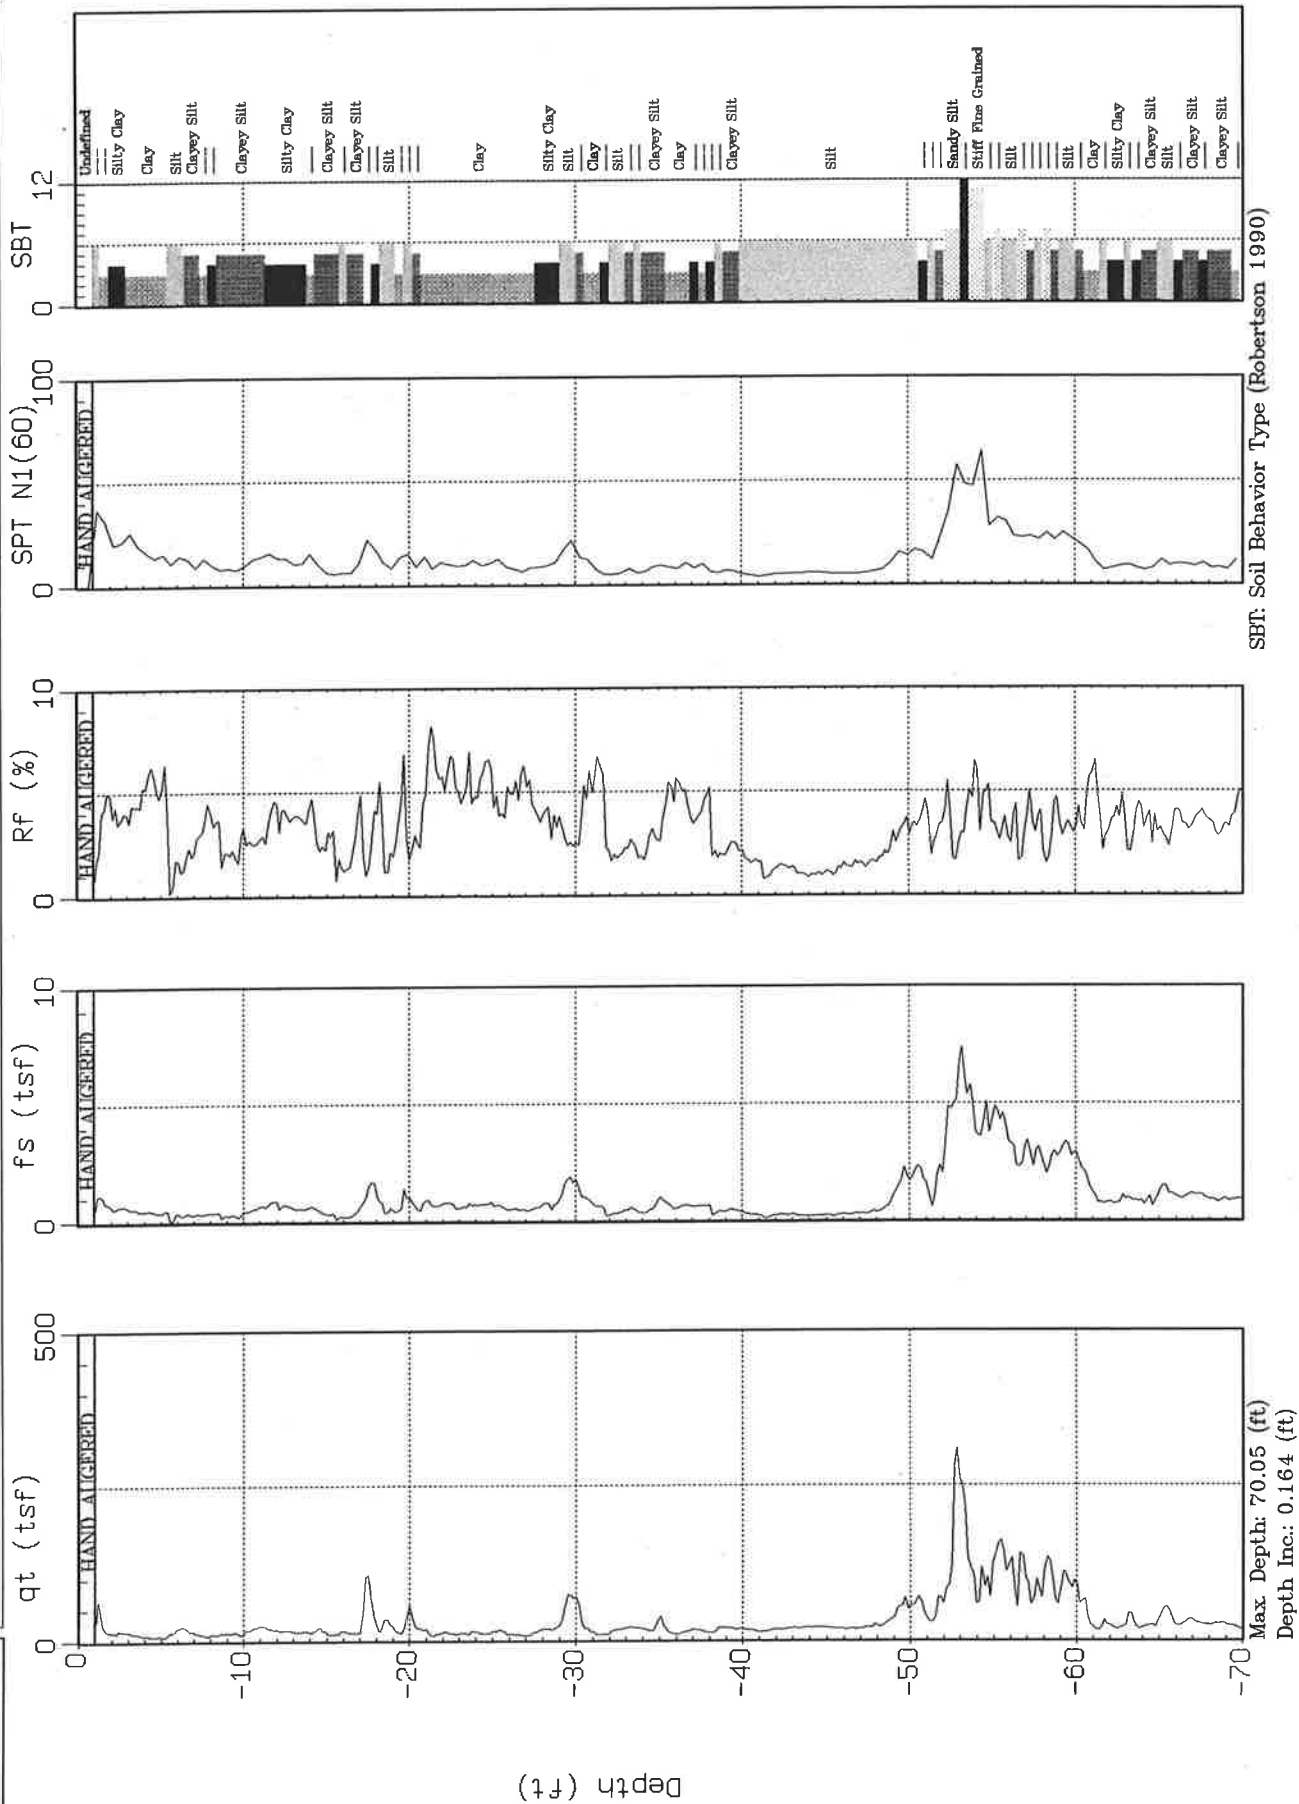 qt (tsf)
fs (tsf)
Rf (%)
SPT N1(60)
SBT
0
500
0
10
0
10
0
100
0
12
HAND AUGERED
HAND AUGERED
HAND AUGERED
HAND AUGERED
Depth (ft)
0
-10
-20
-30
-40
-50
-60
-70
Undefined
Silty Clay
Clay
Silt
Clayey Silt
Clayey Silt
Silty Clay
Clayey Silt
Clayey Silt
Silt
Clay
Silty Clay
Silt
Clay
Silt
Clayey Silt
Clay
Clayey Silt
Silt
Sandy Silt
Stiff Fine Grained
Silt
Silt
Clay
Silty Clay
Clayey Silt
Silt
Clayey Silt
Clayey Silt
Max. Depth: 70.05 (ft)
Depth Inc.: 0.164 (ft)
SBT: Soil Behavior Type (Robertson 1990)